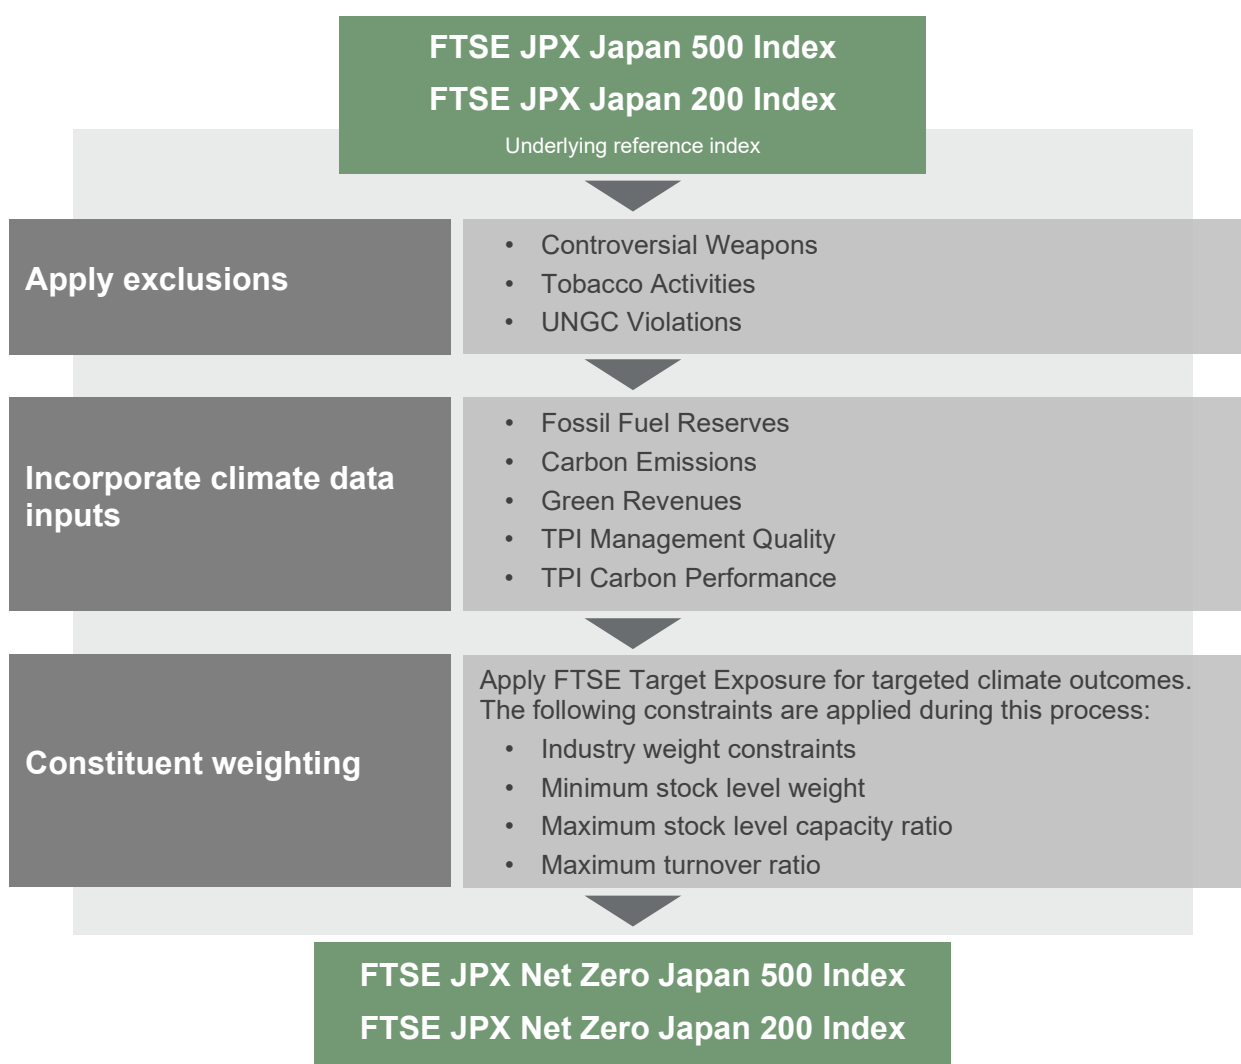 FTSE JPX Japan 500 Index
FTSE JPX Japan 200 Index
Underlying reference index
Apply exclusions
• Controversial Weapons
• Tobacco Activities
• UNGC Violations
Incorporate climate data
inputs
• Fossil Fuel Reserves
• Carbon Emissions
• Green Revenues
• TPI Management Quality
• TPI Carbon Performance
Constituent weighting
Apply FTSE Target Exposure for targeted climate outcomes.
The following constraints are applied during this process:
• Industry weight constraints
• Minimum stock level weight
• Maximum stock level capacity ratio
• Maximum turnover ratio
FTSE JPX Net Zero Japan 500 Index
FTSE JPX Net Zero Japan 200 Index